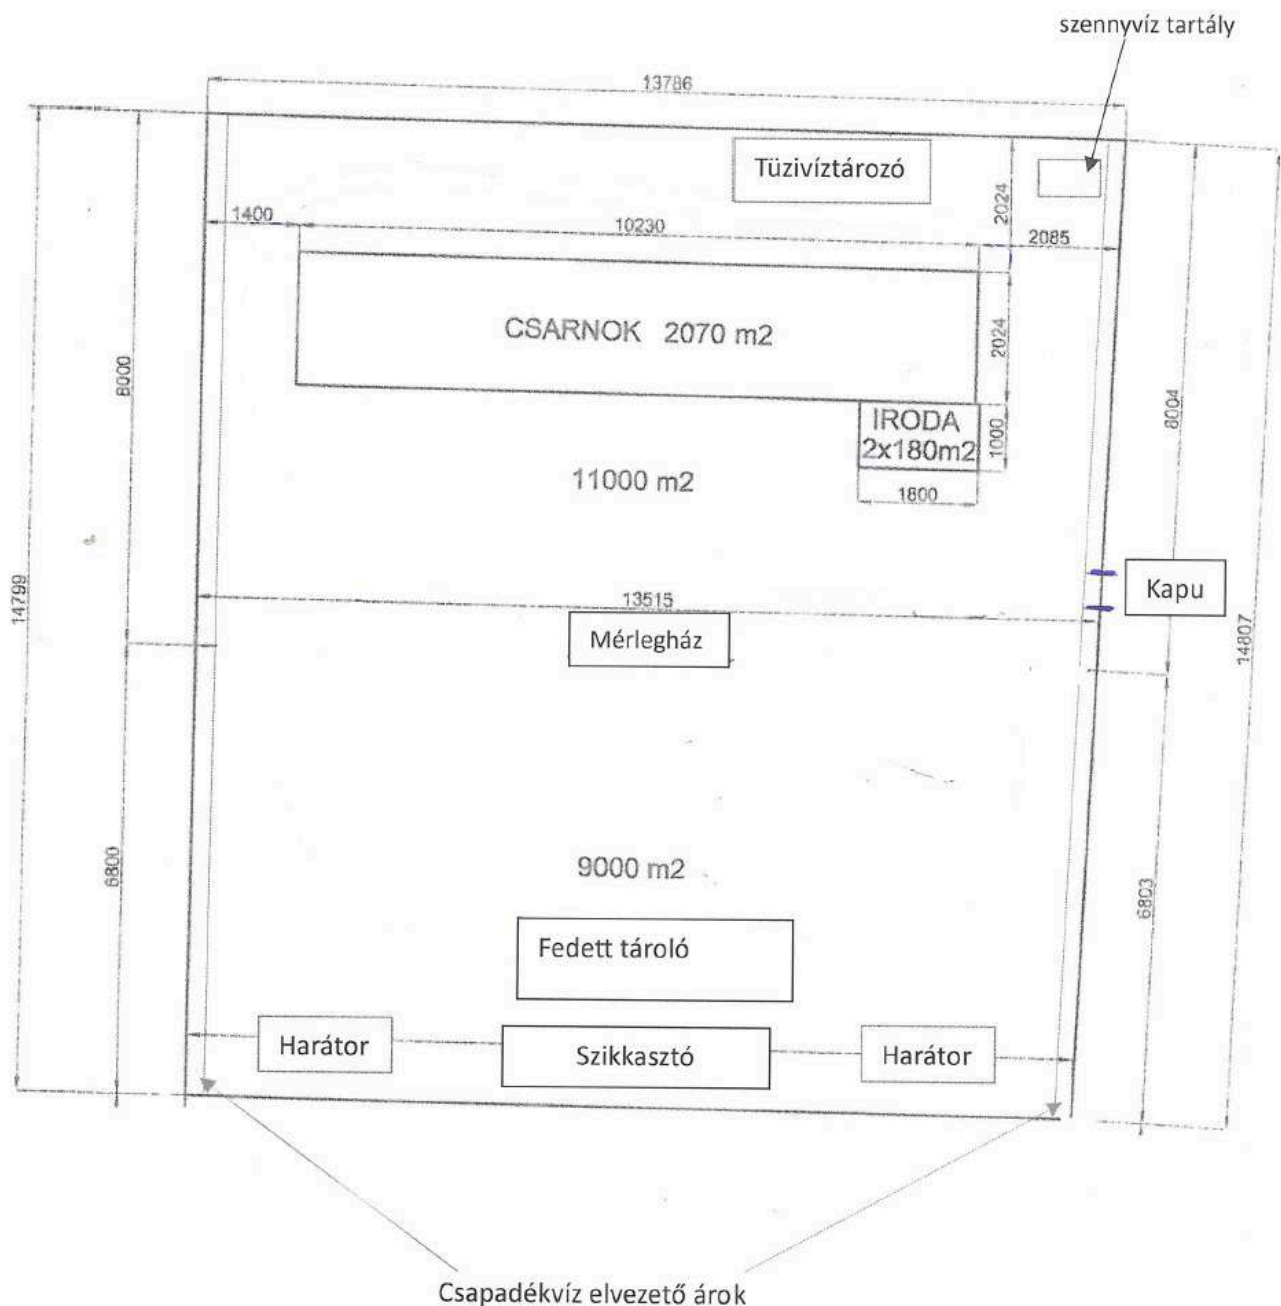 szennyvíz tartály
13786
Tüzivíztározó
2024
1400
10230
2085
CSARNOK 2070 m2
2024
8000
8004
IRODA
2x180m2
1000
11000 m2
1800
14799
13515
Kapu
Mérlegház
14807
9000 m2
6800
6803
Fedett tároló
Harátor
Szikkasztó
Harátor
Csapadékvíz elvezető árok